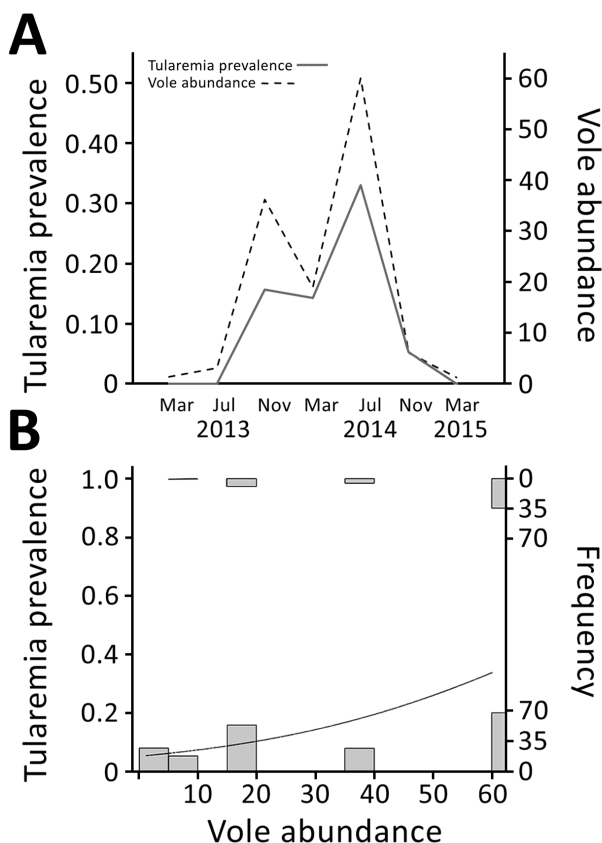 A
Tularemia prevalence
Vole abundance
Tularemia prevalence
0.50
0.40
0.30
0.20
0.10
0
60
50
40
30
20
10
0
Vole abundance
Mar Jul Nov Mar Jul Nov Mar
2013 2014 2015
B
Tularemia prevalence
1.0
0.8
0.6
0.4
0.2
0
0
35
70
70
35
0
Frequency
10 20 30 40 50 60
Vole abundance